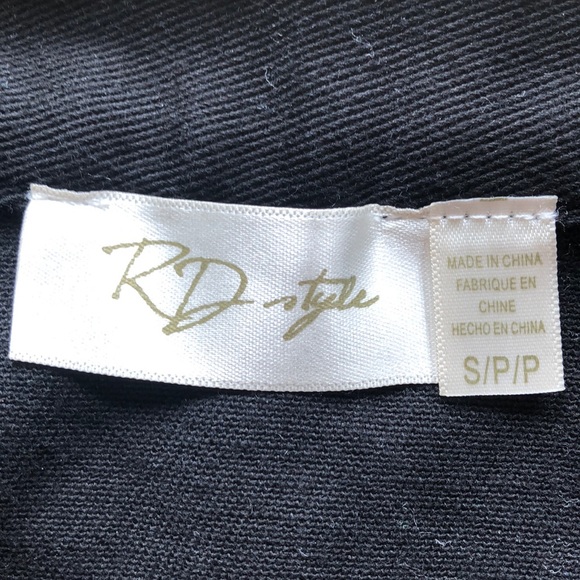 RD style
MADE IN CHINA
FABRIQUE EN
CHINE
HECHO EN CHINA
S/P/P